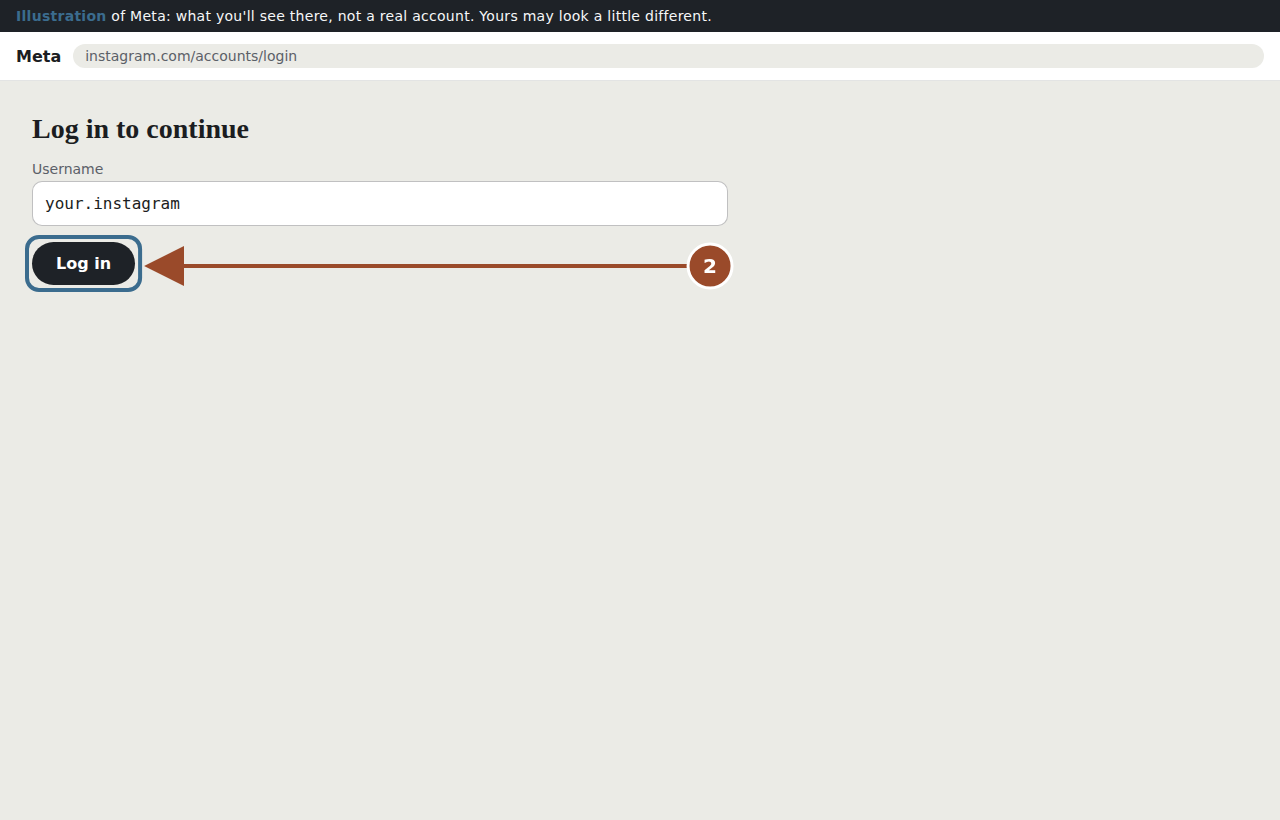 Illustration of Meta: what you'll see there, not a real account. Yours may look a little different.
Meta
instagram.com/accounts/login
Log in to continue
Username
your.instagram
Log in
2